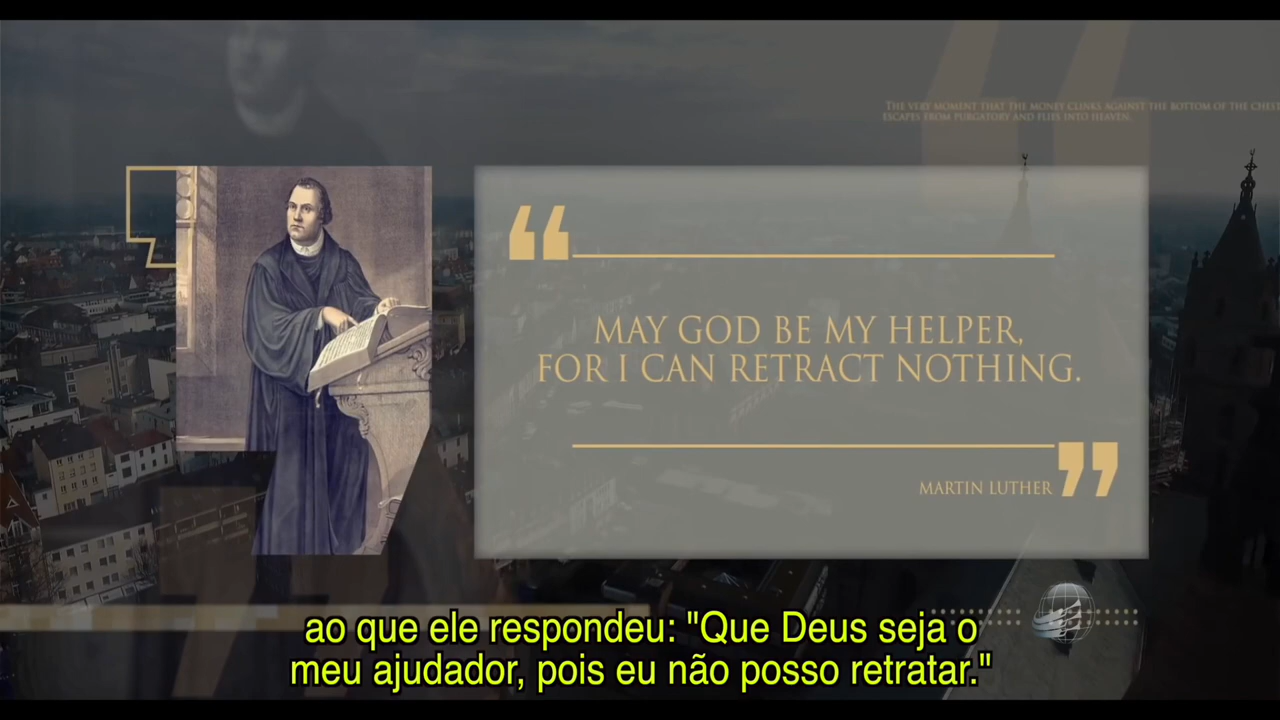 THE VERY MOMENT THAT THE MONEY CLINKS AGAINST THE BOTTOM OF THE CHEST
ESCAPES FROM PURGATORY AND FLIES INTO HEAVEN.
“
MAY GOD BE MY HELPER,
FOR I CAN RETRACT NOTHING.
MARTIN LUTHER ”
ao que ele respondeu: "Que Deus seja o
meu ajudador, pois eu não posso retratar."